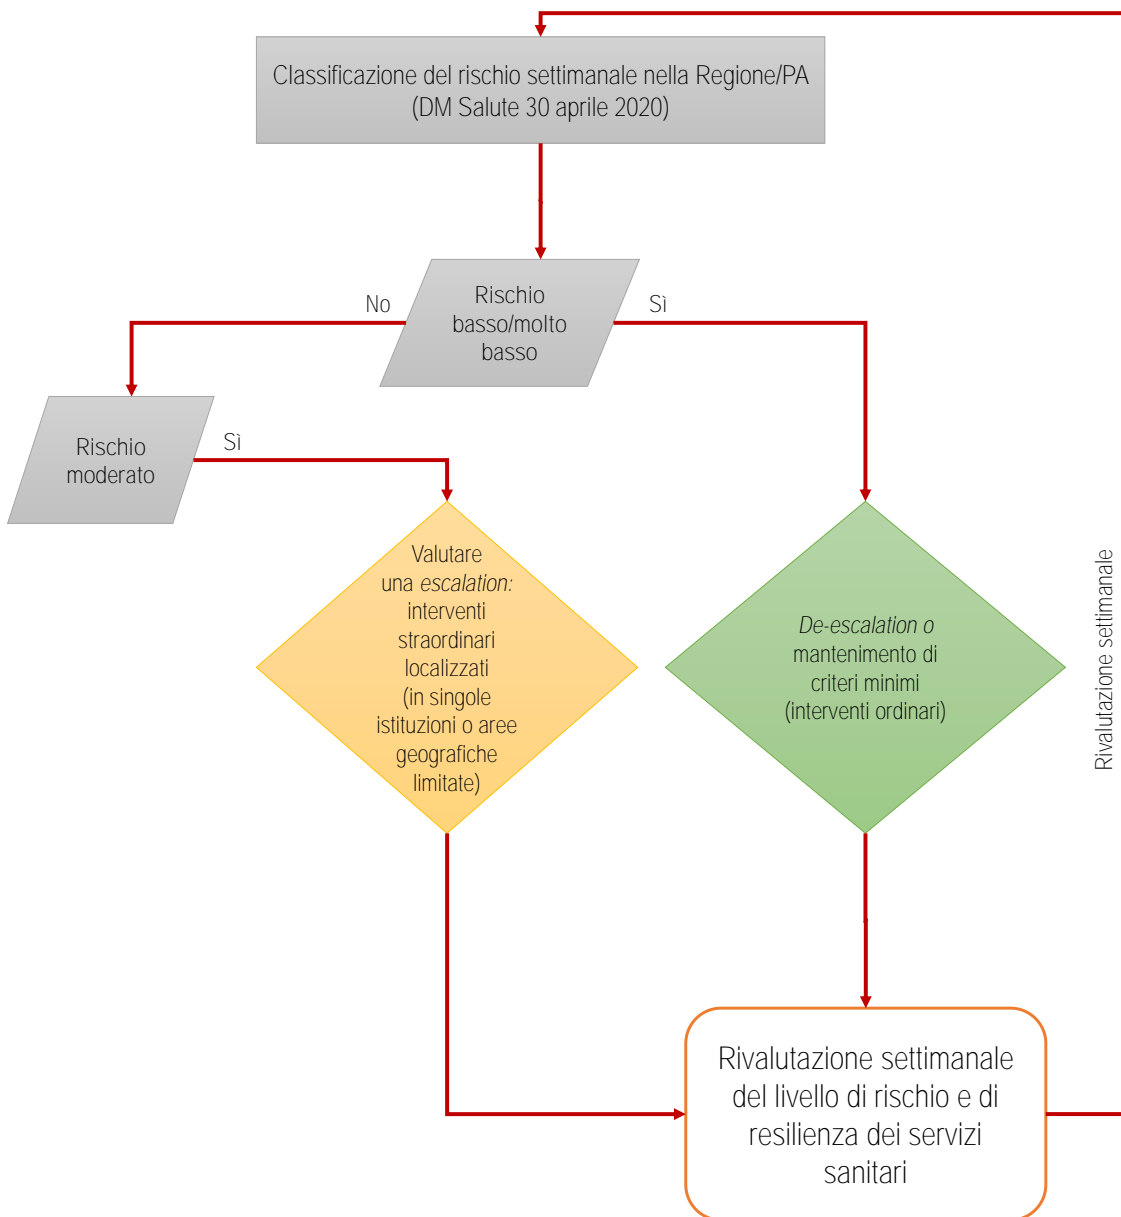 Classificazione del rischio settimanale nella Regione/PA
(DM Salute 30 aprile 2020)
Rischio
basso/molto
basso
No
Sì
Rischio
moderato
Sì
Valutare
una escalation:
interventi
straordinari
localizzati
(in singole
istituzioni o aree
geografiche
limitate)
De-escalation o
mantenimento di
criteri minimi
(interventi ordinari)
Rivalutazione settimanale
Rivalutazione settimanale
del livello di rischio e di
resilienza dei servizi
sanitari